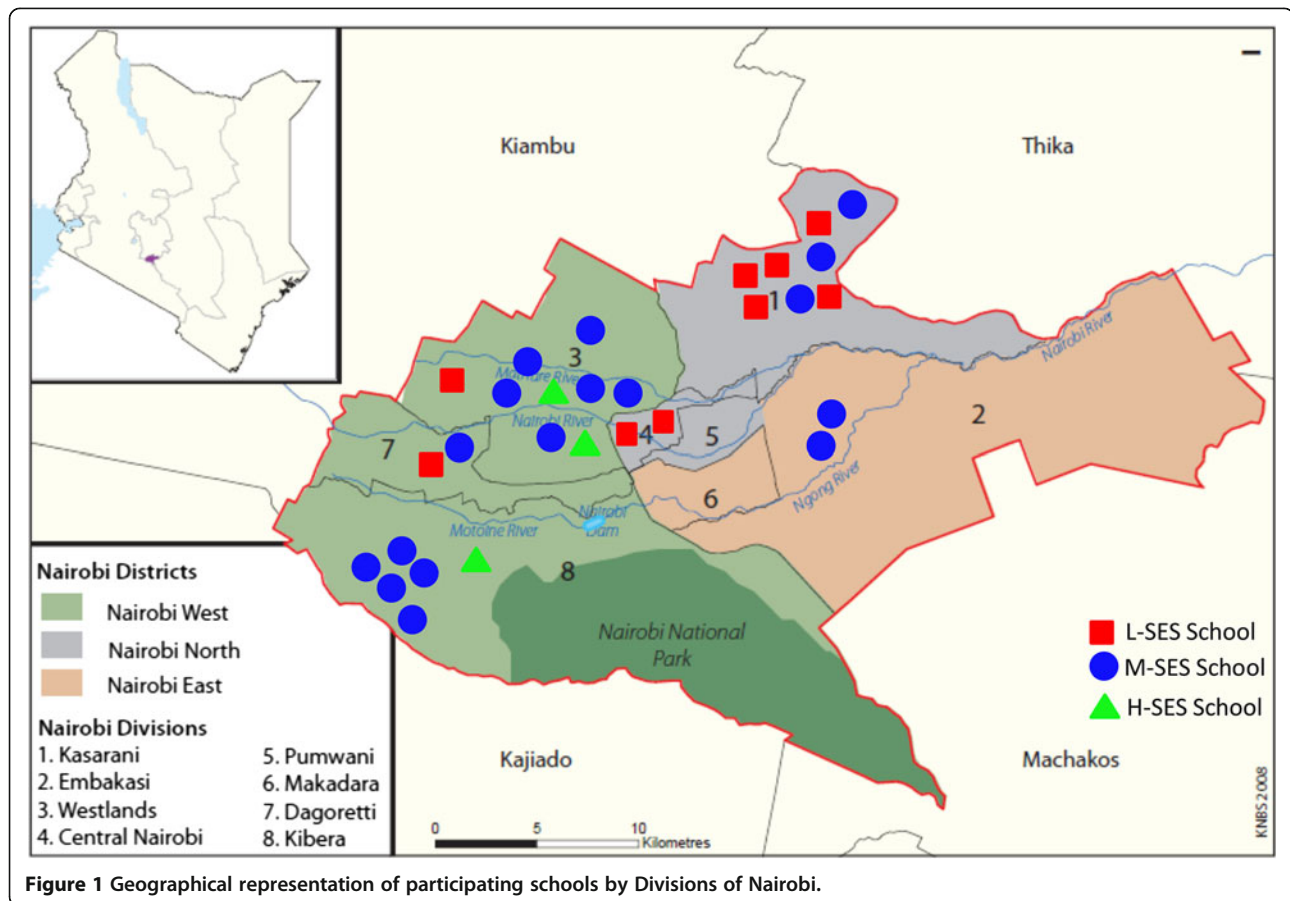 Kiambu
Thika
1
3
Mathare River
Nairobi River
Nairobi River
2
7
4
5
6
Ngong River
Nairobi
Dam
Motoine River
8
Nairobi National
Park
Nairobi Districts
Nairobi West
Nairobi North
Nairobi East
Nairobi Divisions
1. Kasarani
2. Embakasi
3. Westlands
4. Central Nairobi
5. Pumwani
6. Makadara
7. Dagoretti
8. Kibera
L-SES School
M-SES School
H-SES School
Kajiado
Machakos
0 5 10
Kilometres
KNBS 2008
Figure 1 Geographical representation of participating schools by Divisions of Nairobi.